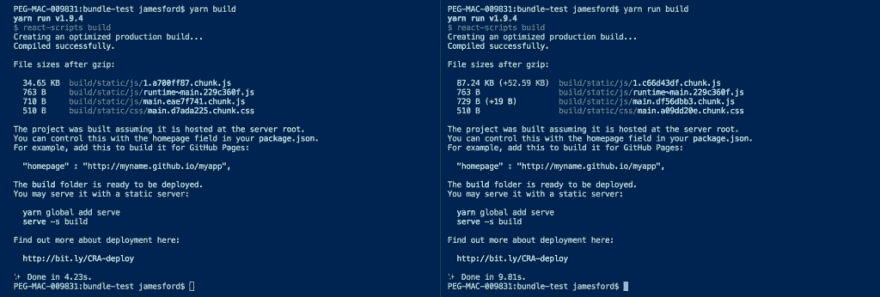 PEG-MAC-009831:bundle-test jamesford$ yarn build
yarn run v1.9.4
$ react-scripts build
Creating an optimized production build...
Compiled successfully.
File sizes after gzip:
34.65 KB build/static/js/1.a700ff87.chunk.js
763 B build/static/js/runtime~main.229c360f.js
710 B build/static/js/main.eae7f741.chunk.js
510 B build/static/css/main.d7ada225.chunk.css
The project was built assuming it is hosted at the server root.
You can control this with the homepage field in your package.json.
For example, add this to build it for GitHub Pages:
"homepage" : "http://myname.github.io/myapp",
The build folder is ready to be deployed.
You may serve it with a static server:
yarn global add serve
serve -s build
Find out more about deployment here:
http://bit.ly/CRA-deploy
✨ Done in 4.23s.
PEG-MAC-009831:bundle-test jamesford$
PEG-MAC-009831:bundle-test jamesford$ yarn run build
yarn run v1.9.4
$ react-scripts build
Creating an optimized production build...
Compiled successfully.
File sizes after gzip:
87.24 KB (+52.59 KB) build/static/js/1.c66d43df.chunk.js
763 B build/static/js/runtime~main.229c360f.js
729 B (+19 B) build/static/js/main.df56dbb3.chunk.js
510 B build/static/css/main.a09dd20e.chunk.css
The project was built assuming it is hosted at the server root.
You can control this with the homepage field in your package.json.
For example, add this to build it for GitHub Pages:
"homepage" : "http://myname.github.io/myapp",
The build folder is ready to be deployed.
You may serve it with a static server:
yarn global add serve
serve -s build
Find out more about deployment here:
http://bit.ly/CRA-deploy
✨ Done in 9.81s.
PEG-MAC-009831:bundle-test jamesford$